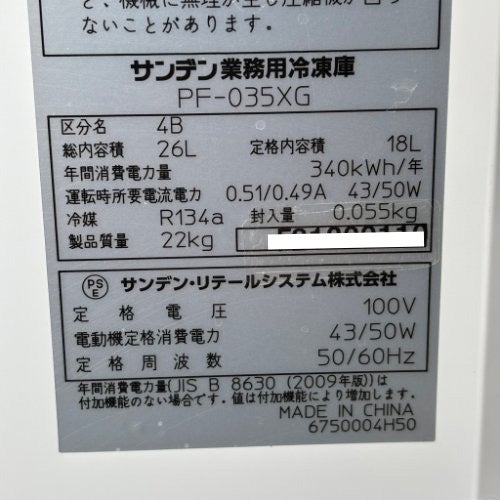 ないことがあります。
サンデン業務用冷凍庫
PF-035XG
区分名 4B
総内容積 26L 定格内容積 18L
年間消費電力量 340kWh/年
運転時所要電流電力 0.51/0.49A 43/50W
冷媒 R134a 封入量 0.055kg
製品質量 22kg
PS E サンデン・リテールシステム株式会社
定格電圧 100V
電動機定格消費電力 43/50W
定格周波数 50/60Hz
年間消費電力量(JIS B 8630 (2009年版))は
付加機能のない場合です。値は付加機能により増加します。
MADE IN CHINA
6750004H50